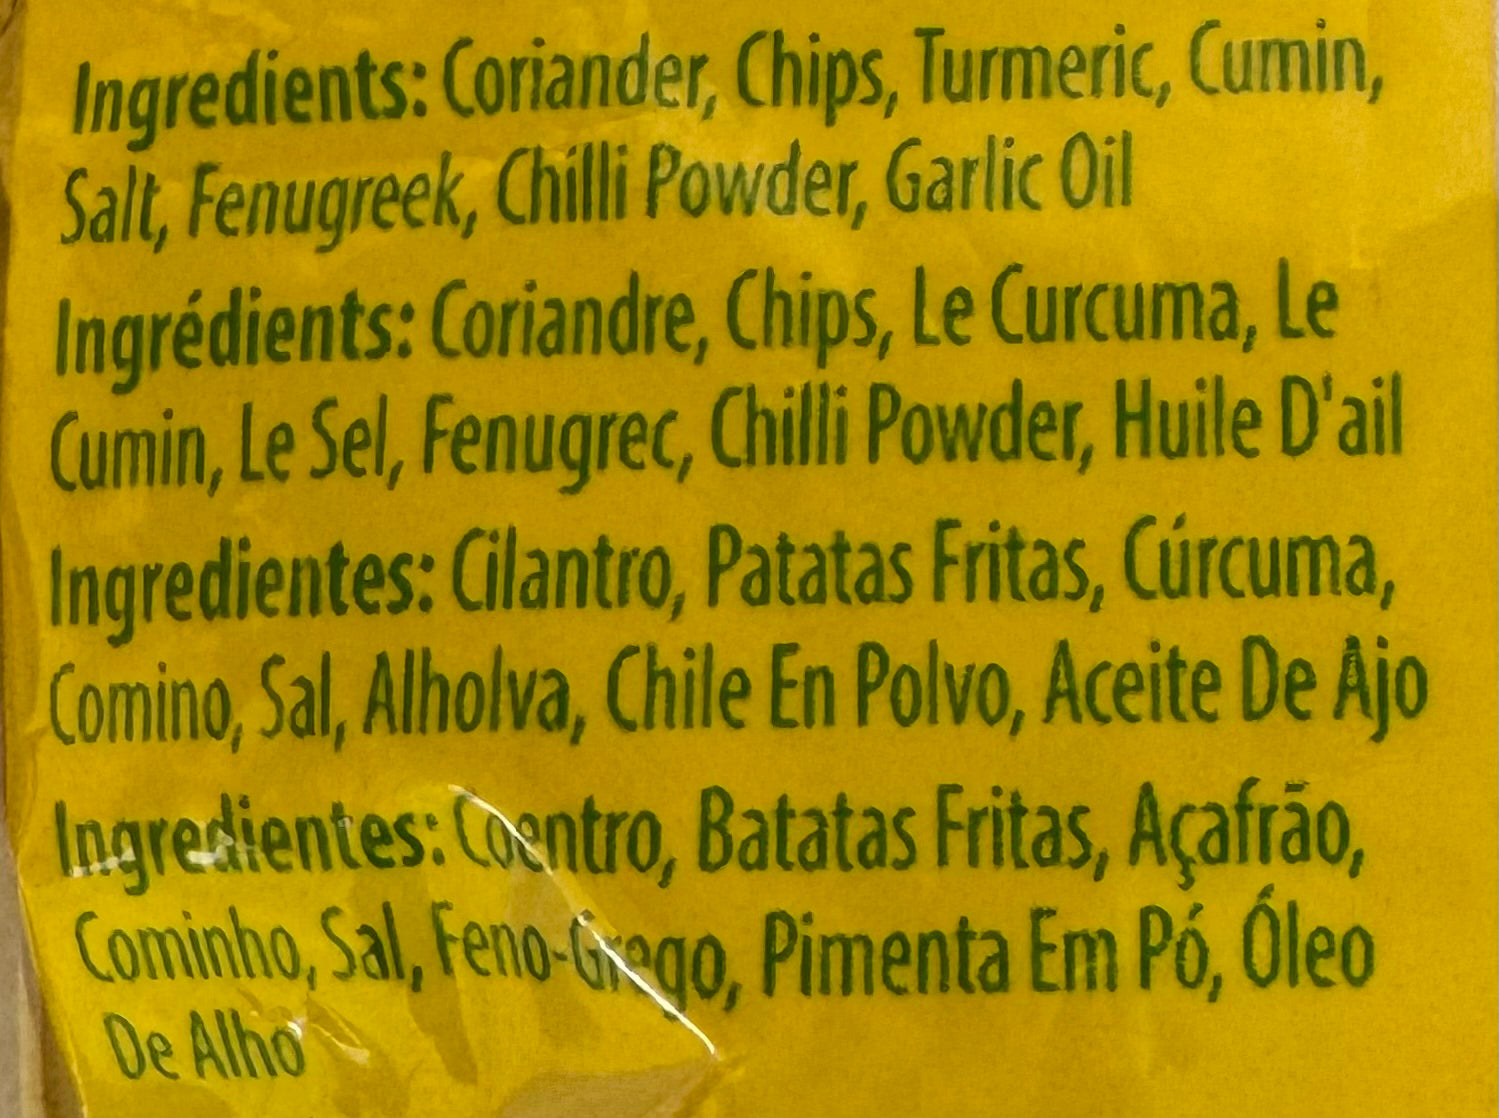 Ingredients: Coriander, Chips, Turmeric, Cumin,
Salt, Fenugreek, Chilli Powder, Garlic Oil
Ingrédients: Coriandre, Chips, Le Curcuma, Le
Cumin, Le Sel, Fenugrec, Chilli Powder, Huile D'ail
Ingredientes: Cilantro, Patatas Fritas, Cúrcuma,
Comino, Sal, Alholva, Chile En Polvo, Aceite De Ajo
Ingredientes: Coentro, Batatas Fritas, Açafrão,
Cominho, Sal, Feno-Grego, Pimenta Em Pó, Óleo
De Alho